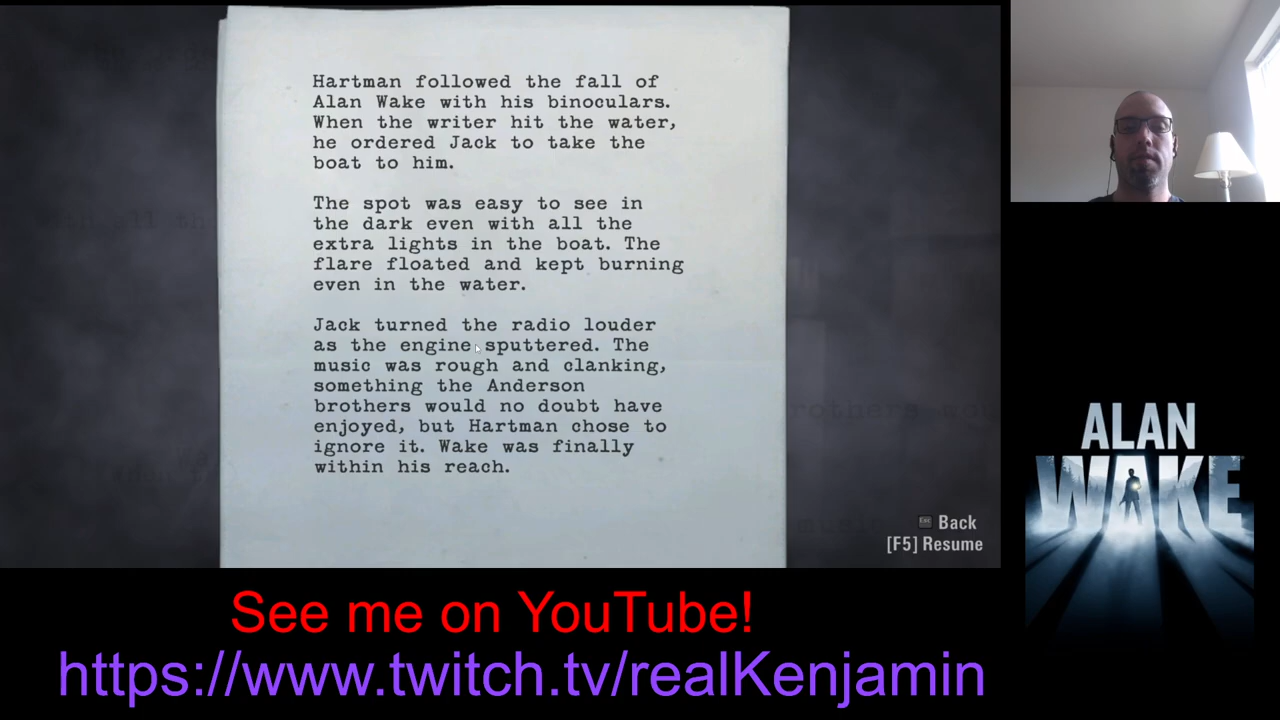 Hartman followed the fall of
Alan Wake with his binoculars.
When the writer hit the water,
he ordered Jack to take the
boat to him.
The spot was easy to see in
the dark even with all the
extra lights in the boat. The
flare floated and kept burning
even in the water.
Jack turned the radio louder
as the engine sputtered. The
music was rough and clanking,
something the Anderson
brothers would no doubt have
enjoyed, but Hartman chose to
ignore it. Wake was finally
within his reach.
Esc Back
[F5] Resume
ALAN
WAKE
See me on YouTube!
https://www.twitch.tv/realKenjamin